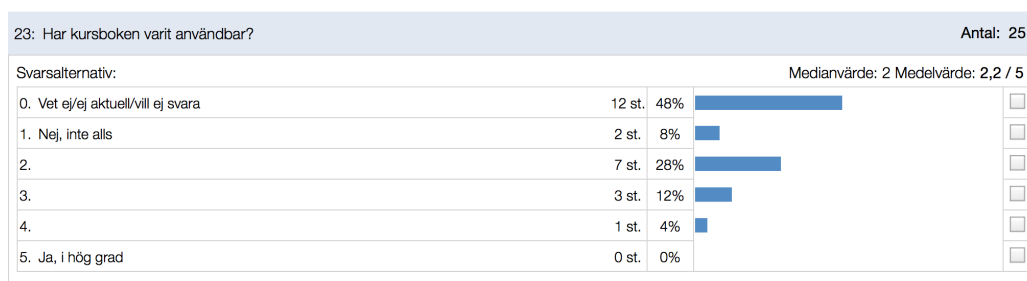 23: Har kursboken varit användbar? Antal: 25
Svarsalternativ: Medianvärde: 2 Medelvärde: 2,2 / 5
0. Vet ej/ej aktuell/vill ej svara 12 st. 48%
1. Nej, inte alls 2 st. 8%
2. 7 st. 28%
3. 3 st. 12%
4. 1 st. 4%
5. Ja, i hög grad 0 st. 0%